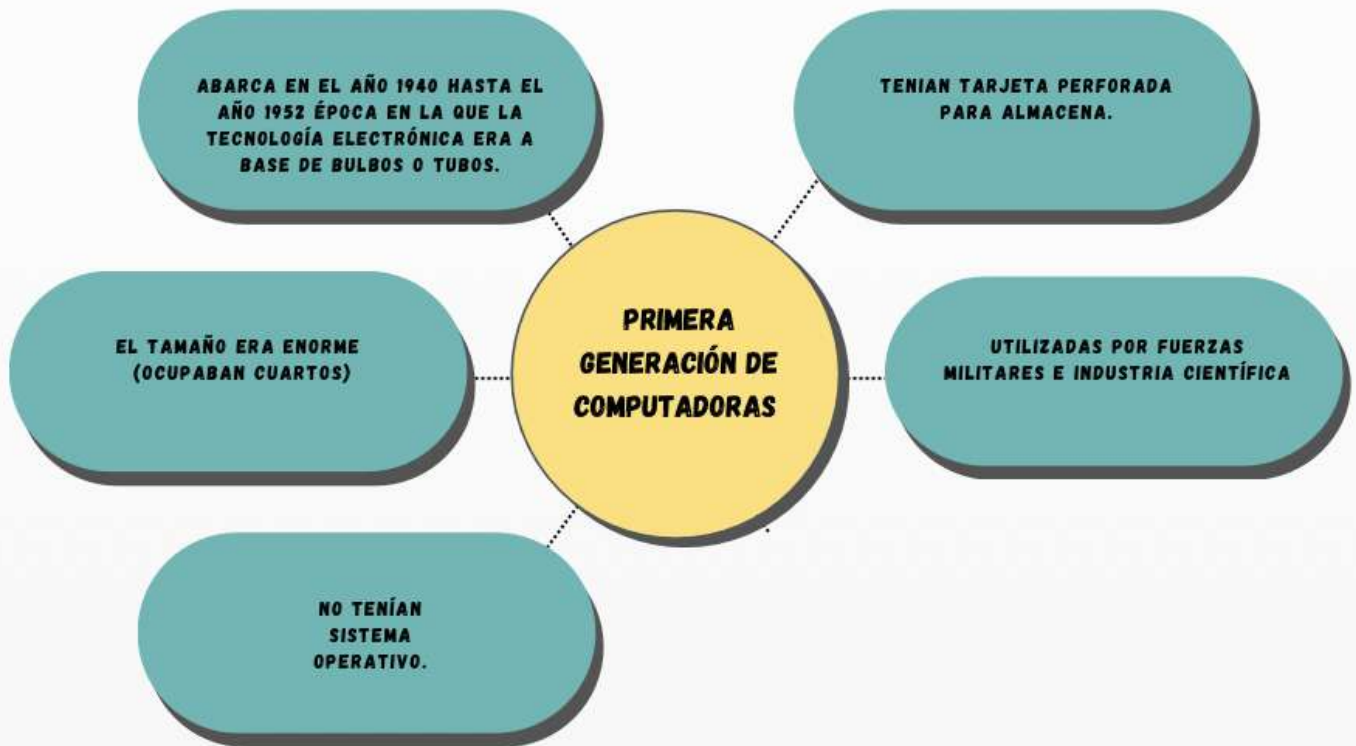 ABARCA EN EL AÑO 1940 HASTA EL
AÑO 1952 ÉPOCA EN LA QUE LA
TECNOLOGÍA ELECTRÓNICA ERA A
BASE DE BULBOS O TUBOS.
TENIAN TARJETA PERFORADA
PARA ALMACENA.
EL TAMAÑO ERA ENORME
(OCUPABAN CUARTOS)
PRIMERA
GENERACIÓN DE
COMPUTADORAS
UTILIZADAS POR FUERZAS
MILITARES E INDUSTRIA CIENTÍFICA
NO TENÍAN
SISTEMA
OPERATIVO.